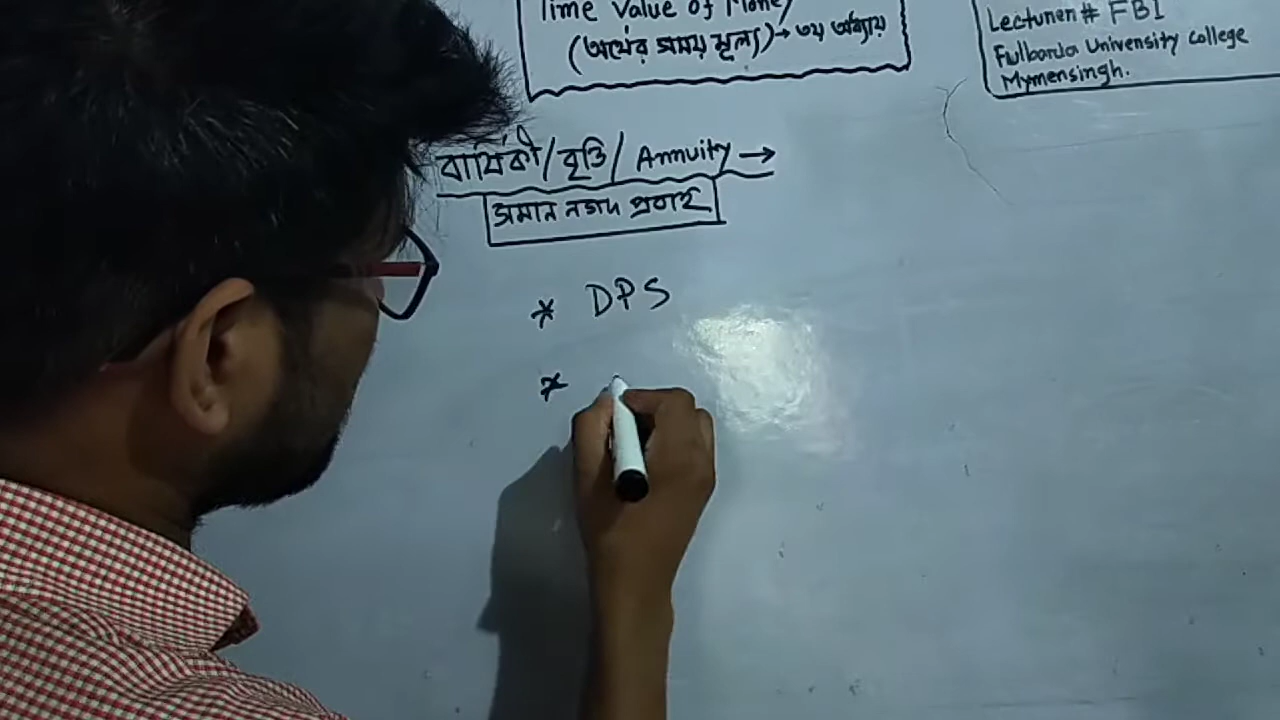 Time Value of Money
(অর্থের সময় মূল্য)→ ৩য় অধ্যায়
Lecturer# FBI
Fulbaria University College
Mymensingh.
বার্ষিকী/বৃত্তি/ Annuity →
সমান নগদ প্রবাহ
* DPS
*